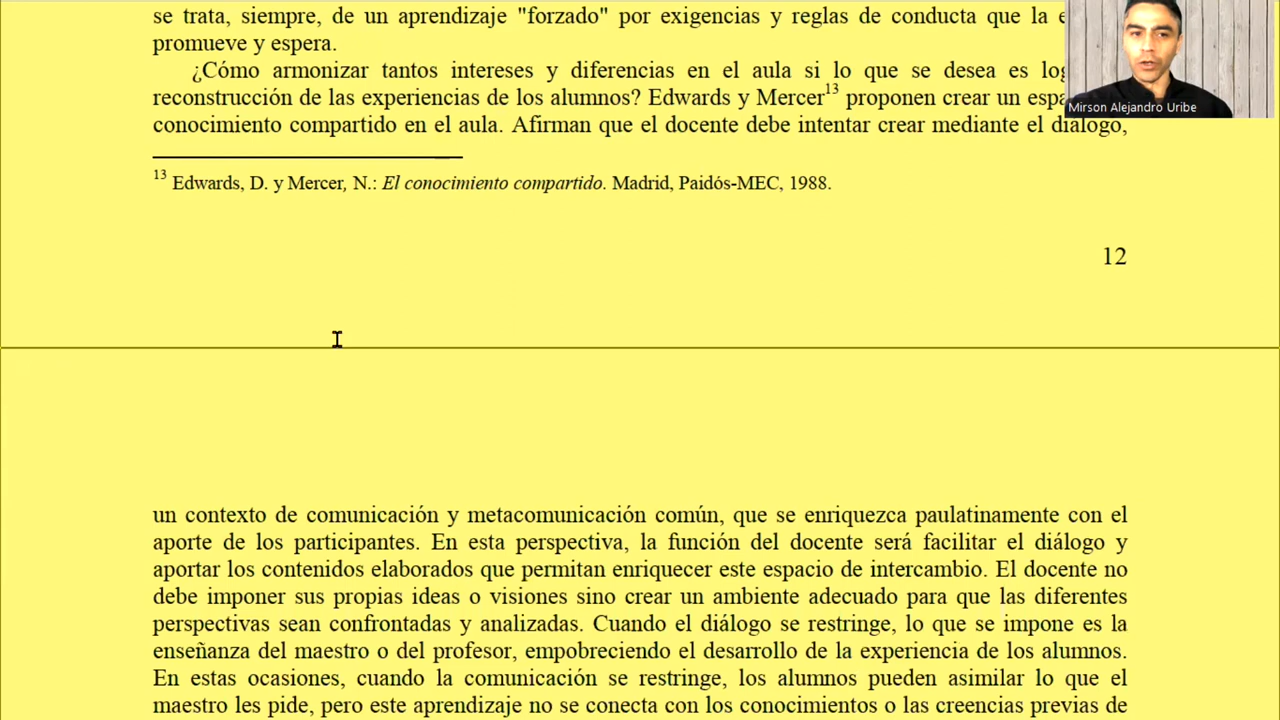 se trata, siempre, de un aprendizaje "forzado" por exigencias y reglas de conducta que la e
promueve y espera.
¿Cómo armonizar tantos intereses y diferencias en el aula si lo que se desea es
reconstrucción de las experiencias de los alumnos? Edwards y Mercer13 proponen crear un
conocimiento compartido en el aula. Afirman que el docente debe intentar crear mediante el diálogo,
13 Edwards, D. y Mercer, N.: El conocimiento compartido. Madrid, Paidós-MEC, 1988.
12
un contexto de comunicación y metacomunicación común, que se enriquezca paulatinamente con el
aporte de los participantes. En esta perspectiva, la función del docente será facilitar el diálogo y
aportar los contenidos elaborados que permitan enriquecer este espacio de intercambio. El docente no
debe imponer sus propias ideas o visiones sino crear un ambiente adecuado para que las diferentes
perspectivas sean confrontadas y analizadas. Cuando el diálogo se restringe, lo que se impone es la
enseñanza del maestro o del profesor, empobreciendo el desarrollo de la experiencia de los alumnos.
En estas ocasiones, cuando la comunicación se restringe, los alumnos pueden asimilar lo que el
maestro les pide, pero este aprendizaje no se conecta con los conocimientos o las creencias previas de
Mirson Alejandro Uribe